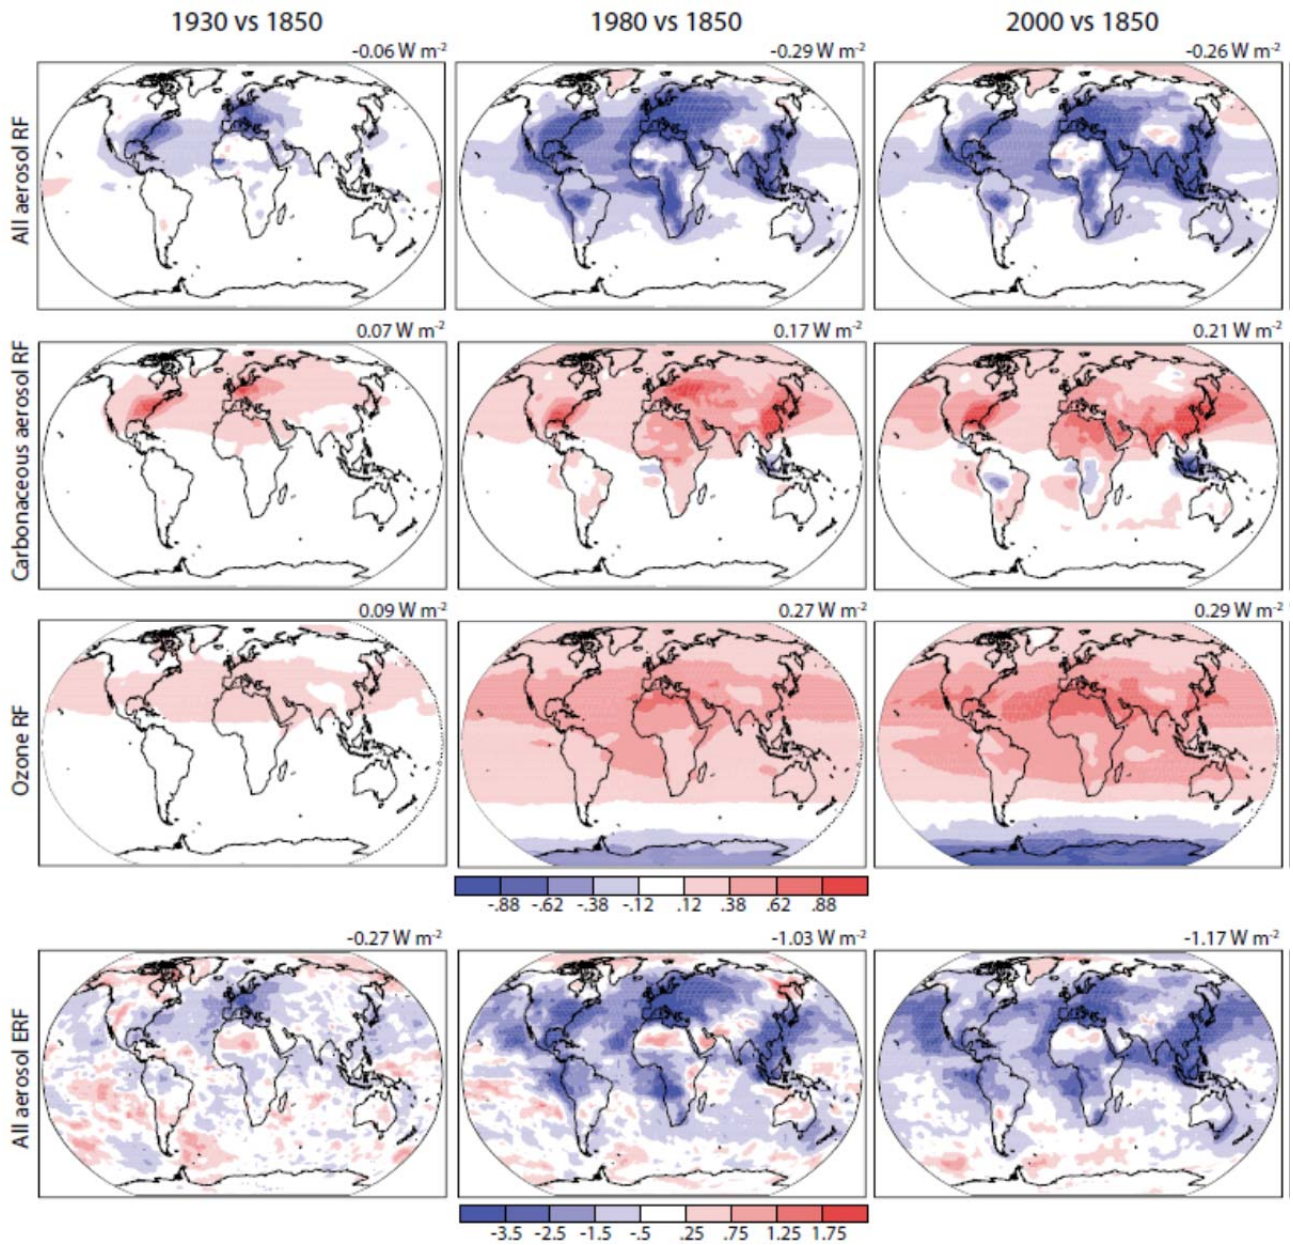 1930 vs 1850
1980 vs 1850
2000 vs 1850
-0.06 W m-2
-0.29 W m-2
-0.26 W m-2
All aerosol RF
0.07 W m-2
0.17 W m-2
0.21 W m-2
Carbonaceous aerosol RF
0.09 W m-2
0.27 W m-2
0.29 W m-2
Ozone RF
-.88 -.62 -.38 -.12 .12 .38 .62 .88
-0.27 W m-2
-1.03 W m-2
-1.17 W m-2
All aerosol ERF
-3.5 -2.5 -1.5 -.5 .25 .75 1.25 1.75